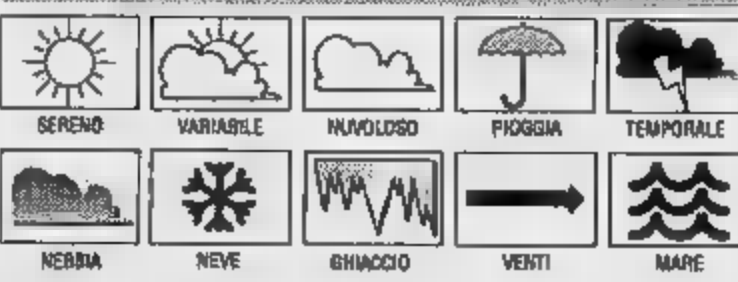 SERENO VARIABILE NUVOLOSO PIOGGIA TEMPORALE
NEBBIA NEVE GHIACCIO VENTI MARE